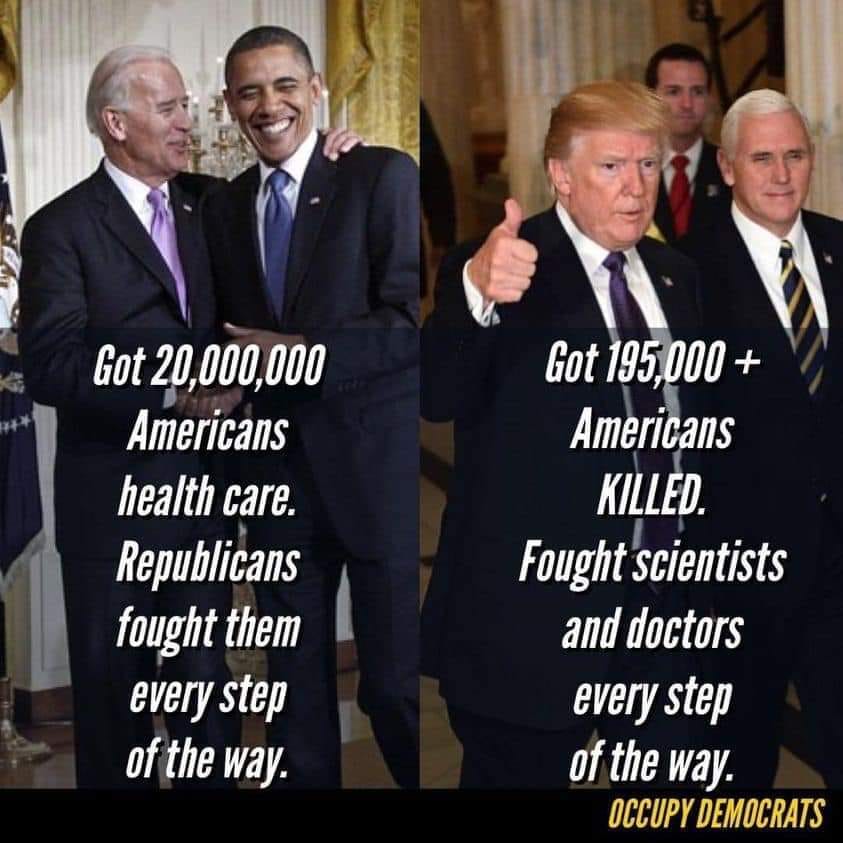 Got 20,000,000
Americans
health care.
Republicans
fought them
every step
of the way.
Got 195,000 +
Americans
KILLED.
Fought scientists
and doctors
every step
of the way.
OCCUPY DEMOCRATS